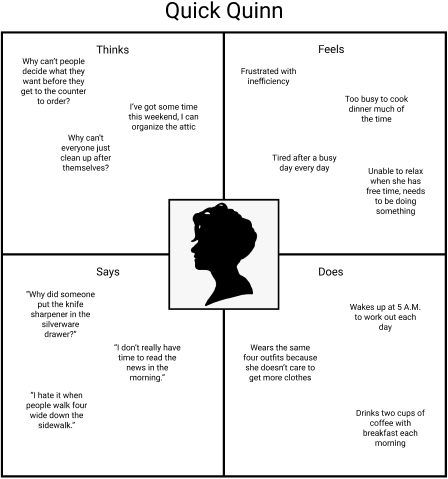 Quick Quinn
Thinks
Why can't people
decide what they
want before they
get to the counter
to order?
I've got some time
this weekend, I can
organize the attic
Why can't
everyone just
clean up after
themselves?
Feels
Frustrated with
inefficiency
Too busy to cook
dinner much of
the time
Tired after a busy
day every day
Unable to relax
when she has
free time, needs
to be doing
something
Says
“Why did someone
put the knife
sharpener in the
silverware
drawer?”
“I don't really have
time to read the
news in the
morning.”
“I hate it when
people walk four
wide down the
sidewalk.”
Does
Wakes up at 5 A.M.
to work out each
day
Wears the same
four outfits because
she doesn't care to
get more clothes
Drinks two cups of
coffee with
breakfast each
morning